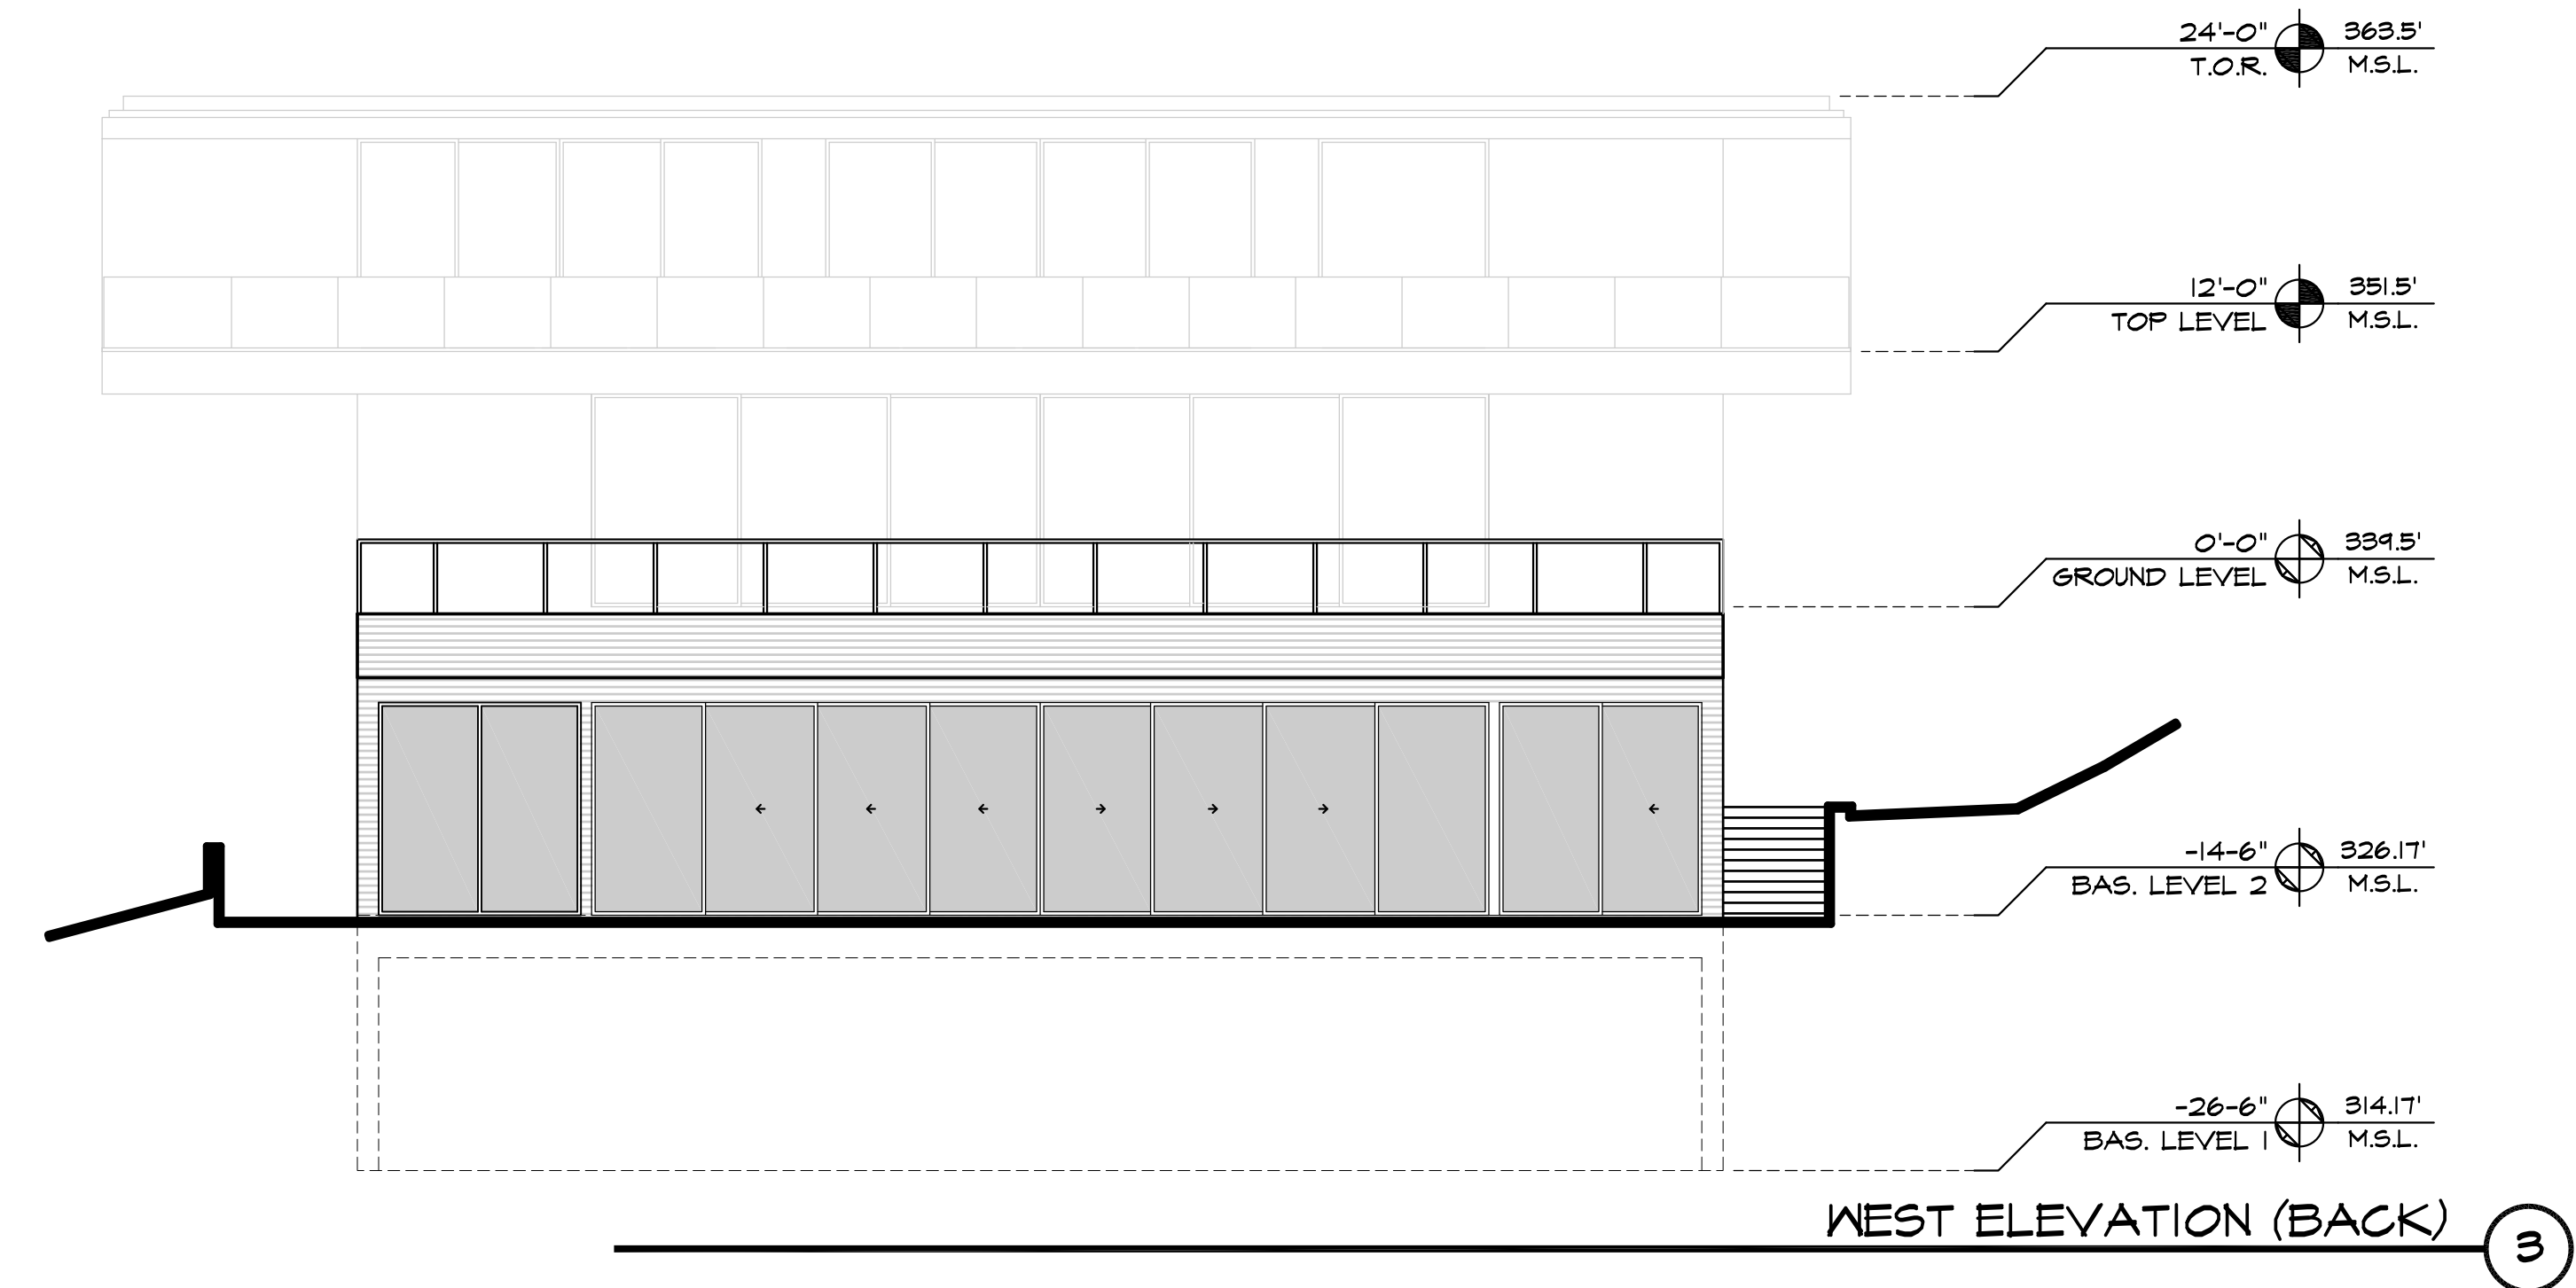 24'-0" 363.5'
T.O.R. M.S.L.
12'-0" 351.5'
TOP LEVEL M.S.L.
0'-0" 339.5'
GROUND LEVEL M.S.L.
-14-6" 326.17'
BAS. LEVEL 2 M.S.L.
-26-6" 314.17'
BAS. LEVEL 1 M.S.L.
WEST ELEVATION (BACK) 3